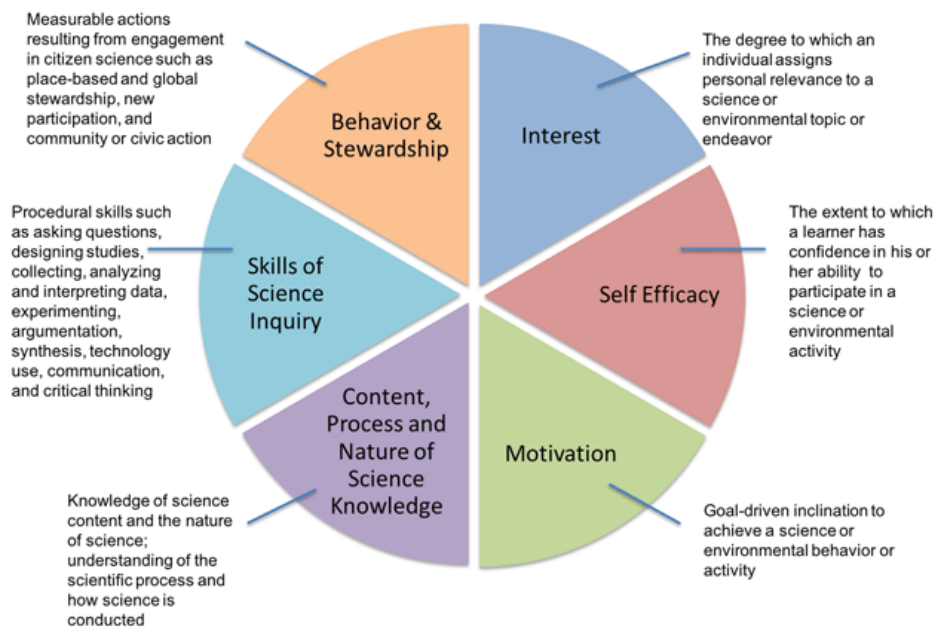 Measurable actions
resulting from engagement
in citizen science such as
place-based and global
stewardship, new
participation, and
community or civic action
Behavior &
Stewardship
Interest
The degree to which an
individual assigns
personal relevance to a
science or
environmental topic or
endeavor
Procedural skills such
as asking questions,
designing studies,
collecting, analyzing
and interpreting data,
experimenting,
argumentation,
synthesis, technology
use, communication,
and critical thinking
Skills of
Science
Inquiry
Self Efficacy
The extent to which
a learner has
confidence in his or
her ability to
participate in a
science or
environmental
activity
Content,
Process and
Nature of
Science
Knowledge
Motivation
Knowledge of science
content and the nature
of science;
understanding of the
scientific process and
how science is
conducted
Goal-driven inclination to
achieve a science or
environmental behavior or
activity